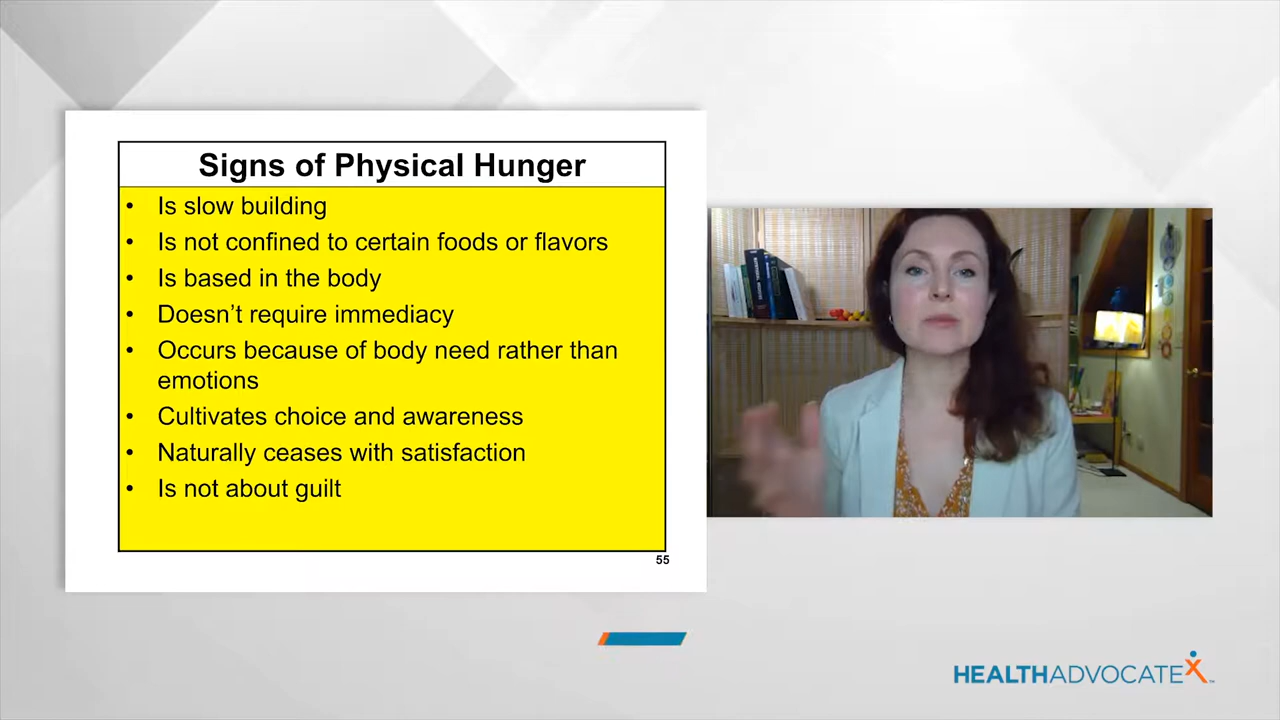 Signs of Physical Hunger
• Is slow building
• Is not confined to certain foods or flavors
• Is based in the body
• Doesn’t require immediacy
• Occurs because of body need rather than
emotions
• Cultivates choice and awareness
• Naturally ceases with satisfaction
• Is not about guilt
55
HEALTHADVOCATEX™